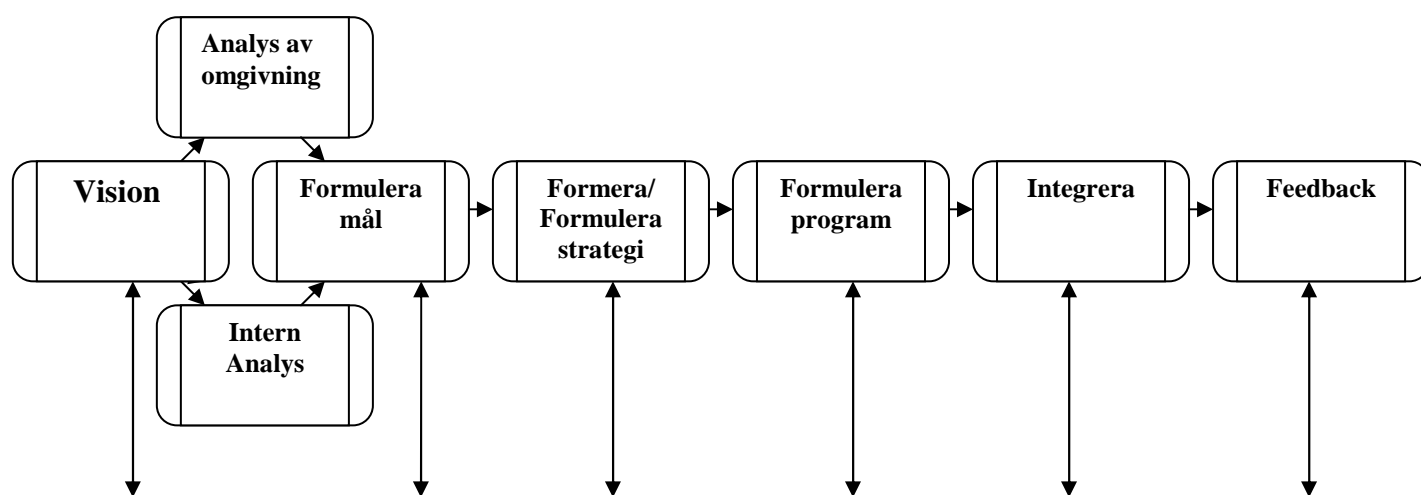 Analys av
omgivning
Vision
Formulera
mål
Formera/
Formulera
strategi
Formulera
program
Integrera
Feedback
Intern
Analys